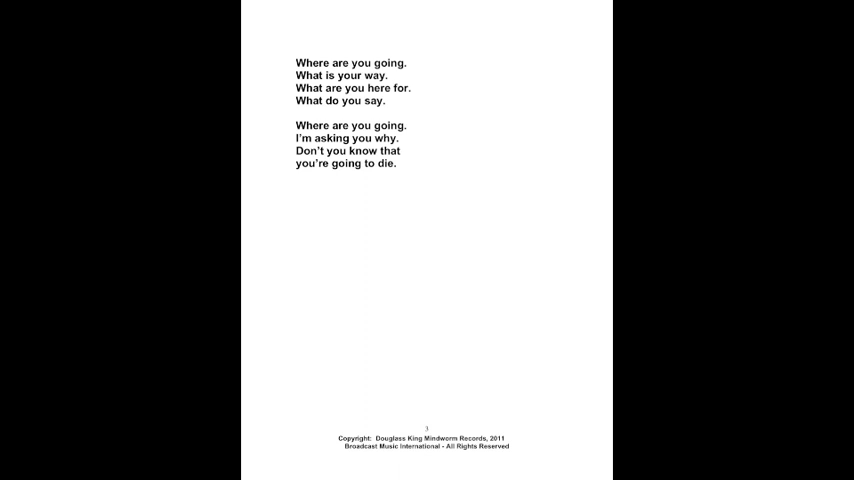 Where are you going.
What is your way.
What are you here for.
What do you say.
Where are you going.
I'm asking you why.
Don't you know that
you're going to die.
3
Copyright: Douglass King Mindworm Records, 2011
Broadcast Music International - All Rights Reserved